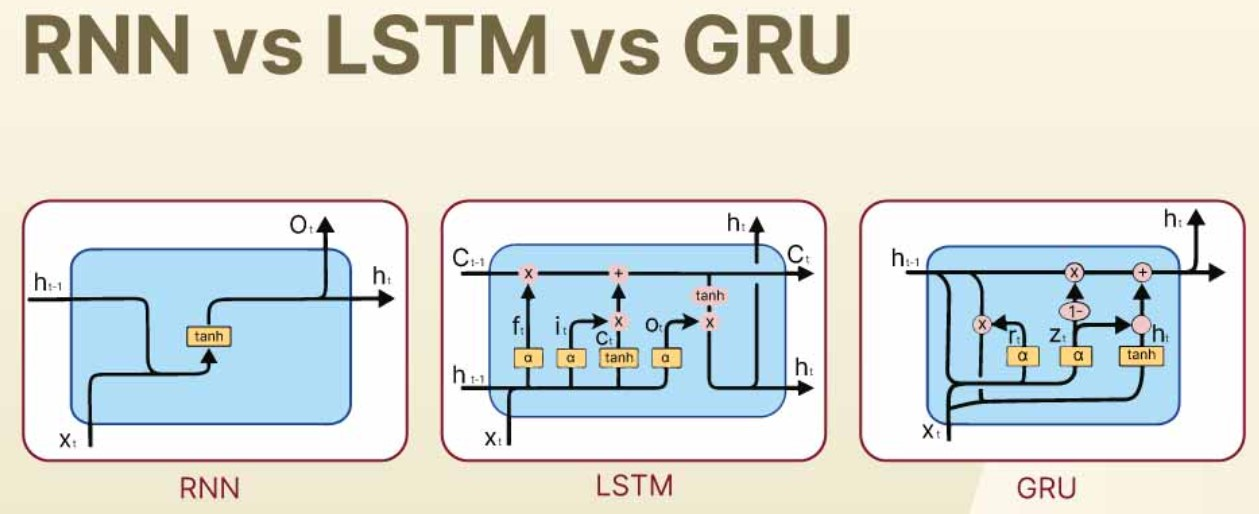 RNN vs LSTM vs GRU
Oₜ
hₜ₋₁
hₜ
tanh
Xₜ
RNN
hₜ
Cₜ₋₁
Cₜ
x
+
tanh
fₜ
iₜ
x
Cₜ
oₜ
x
α
α
tanh
α
hₜ₋₁
hₜ
Xₜ
LSTM
hₜ
hₜ₋₁
x
+
1-
x
rₜ
zₜ
hₜ
α
α
tanh
Xₜ
GRU